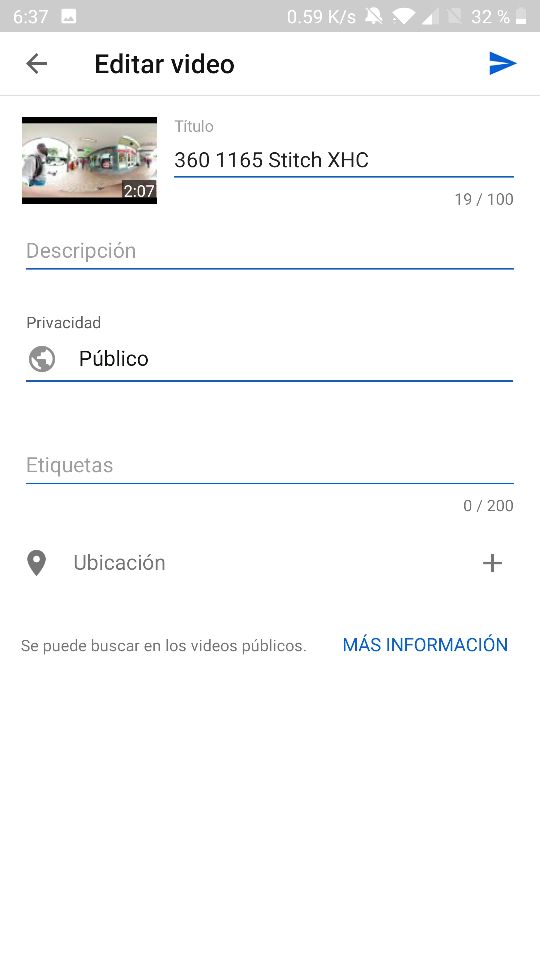 6:37 0.59 K/s 32 %
Editar video
Título
360 1165 Stitch XHC
2:07
19 / 100
Descripción
Privacidad
Público
Etiquetas
0 / 200
Ubicación
Se puede buscar en los videos públicos. MÁS INFORMACIÓN